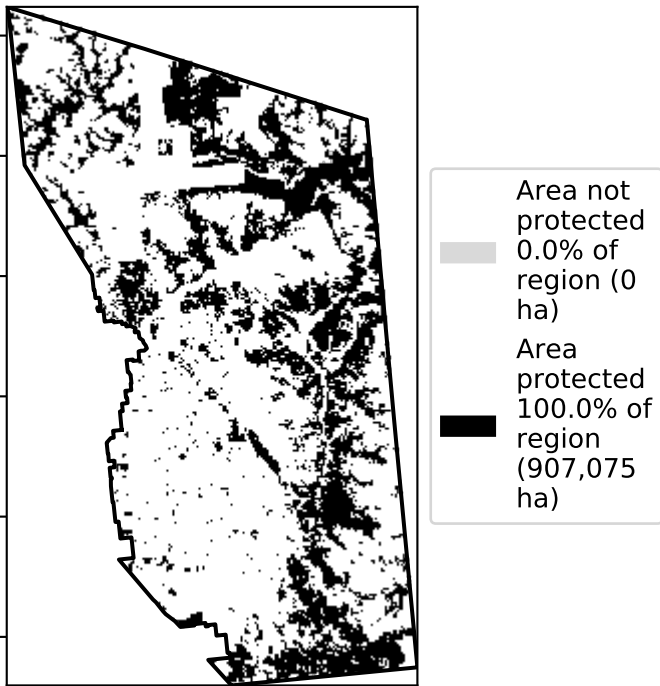 Area not
protected
0.0% of
region (0
ha)
Area
protected
100.0% of
region
(907,075
ha)